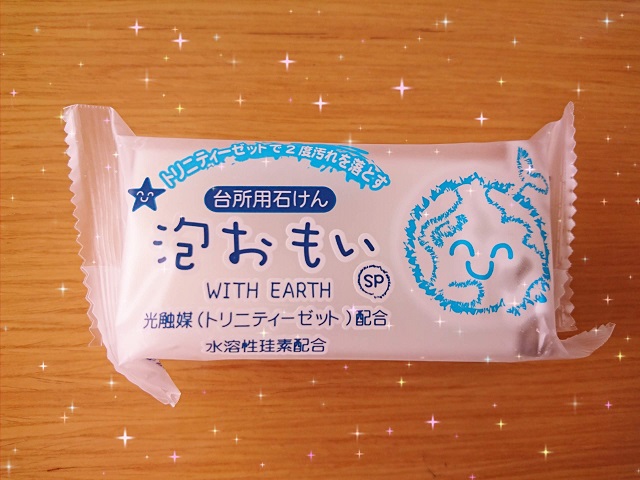 トリニティーゼットで2度汚れを落とす
台所用石けん
泡おもい
WITH EARTH
SP
光触媒(トリニティーゼット)配合
水溶性珪素配合